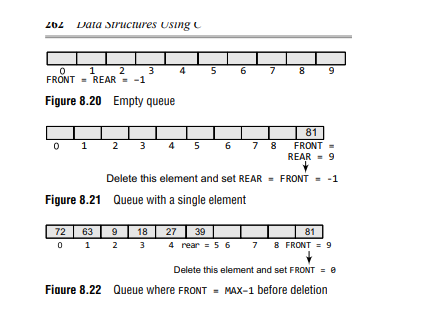 262 Data Structures Using C
0 1 2 3 4 5 6 7 8 9
FRONT = REAR = –1
Figure 8.20 Empty queue
81
0 1 2 3 4 5 6 7 8 FRONT =
REAR = 9
Delete this element and set REAR = FRONT = -1
Figure 8.21 Queue with a single element
72 63 9 18 27 39 81
0 1 2 3 4 rear = 5 6 7 8 FRONT = 9
Delete this element and set FRONT = 0
Figure 8.22 Queue where FRONT = MAX–1 before deletion